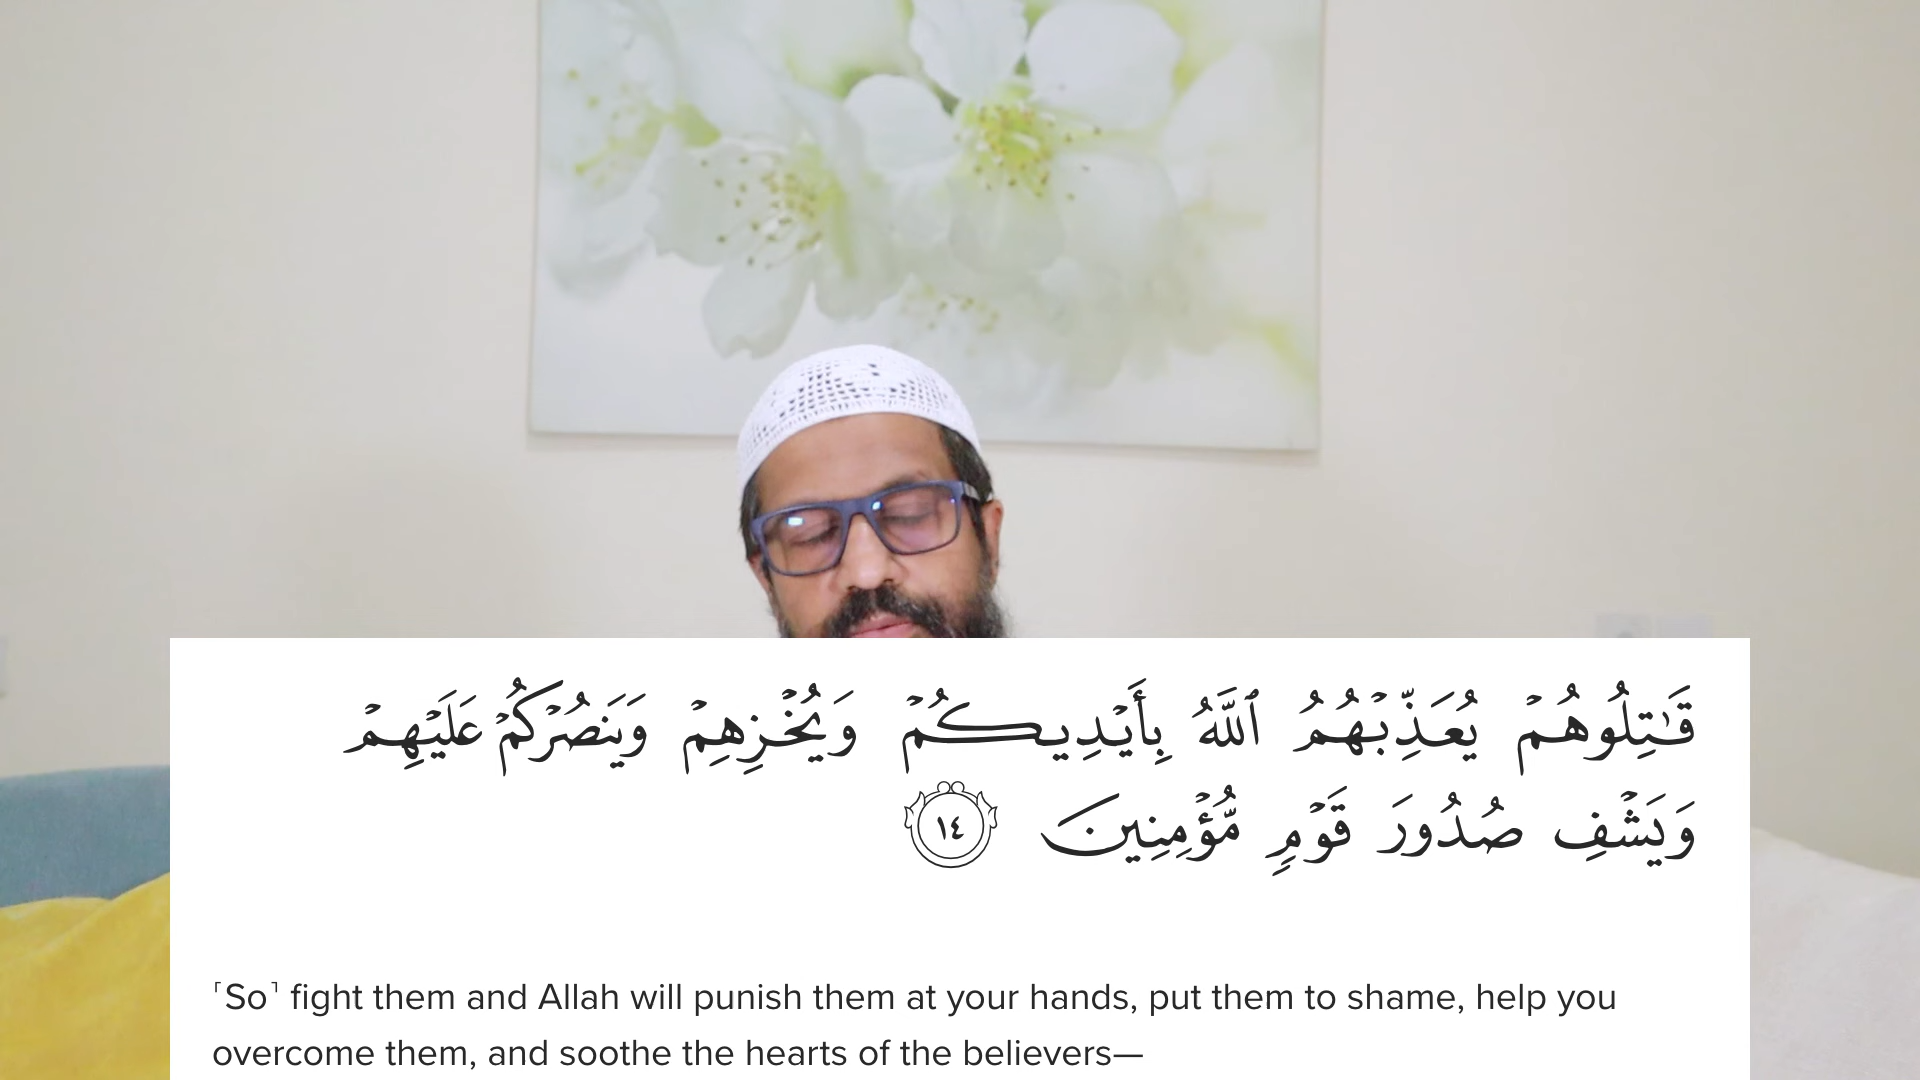 قَـٰتِلُوهُمْ يُعَذِّبْهُمُ ٱللَّهُ بِأَيْدِيكُمْ وَيُخْزِهِمْ وَيَنصُرْكُمْ عَلَيْهِمْ
وَيَشْفِ صُدُورَ قَوْمٍ مُّؤْمِنِينَ ١٤
˹So˺ fight them and Allah will punish them at your hands, put them to shame, help you
overcome them, and soothe the hearts of the believers—